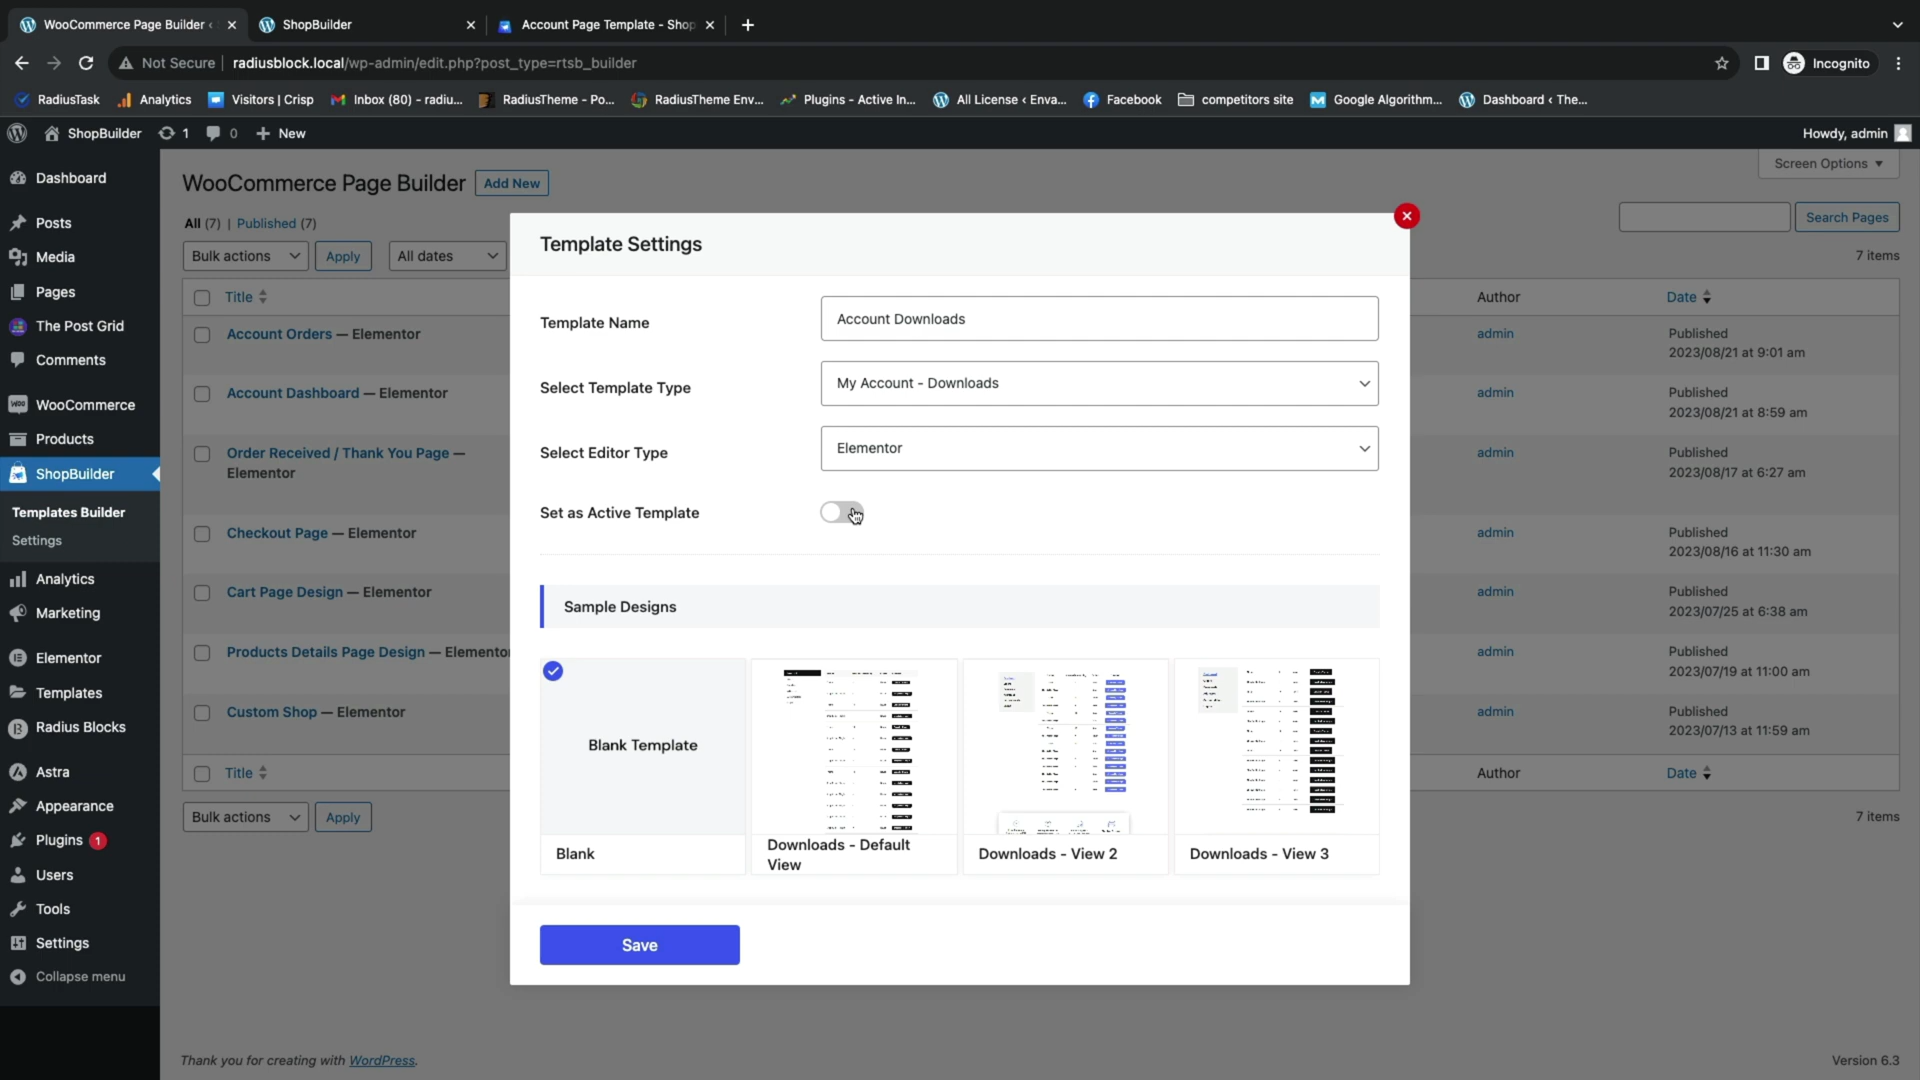 WooCommerce Page Builder ‹
ShopBuilder
Account Page Template - Shop
Not Secure
radiusblock.local/wp-admin/edit.php?post_type=rtsb_builder
Incognito
RadiusTask
Analytics
Visitors | Crisp
Inbox (80) - radiu...
RadiusTheme - Po...
RadiusTheme Env...
Plugins - Active In...
All License ‹ Enva...
Facebook
competitors site
Google Algorithm...
Dashboard ‹ The...
ShopBuilder
1
0
New
Howdy, admin
Dashboard
Posts
Media
Pages
The Post Grid
Comments
WooCommerce
Products
ShopBuilder
Templates Builder
Settings
Analytics
Marketing
Elementor
Templates
Radius Blocks
Astra
Appearance
Plugins 1
Users
Tools
Settings
Collapse menu
Screen Options
WooCommerce Page Builder
Add New
All (7) | Published (7)
Search Pages
Bulk actions
Apply
All dates
7 items
Title
Author
Date
Account Orders — Elementor
admin
Published
2023/08/21 at 9:01 am
Account Dashboard — Elementor
admin
Published
2023/08/21 at 8:59 am
Order Received / Thank You Page —
Elementor
admin
Published
2023/08/17 at 6:27 am
Checkout Page — Elementor
admin
Published
2023/08/16 at 11:30 am
Cart Page Design — Elementor
admin
Published
2023/07/25 at 6:38 am
Products Details Page Design — Elemento
admin
Published
2023/07/19 at 11:00 am
Custom Shop — Elementor
admin
Published
2023/07/13 at 11:59 am
Title
Author
Date
Bulk actions
Apply
7 items
Template Settings
Template Name
Account Downloads
Select Template Type
My Account - Downloads
Select Editor Type
Elementor
Set as Active Template
Sample Designs
Blank Template
Blank
Downloads - Default
View
Downloads - View 2
Downloads - View 3
Save
Thank you for creating with WordPress.
Version 6.3